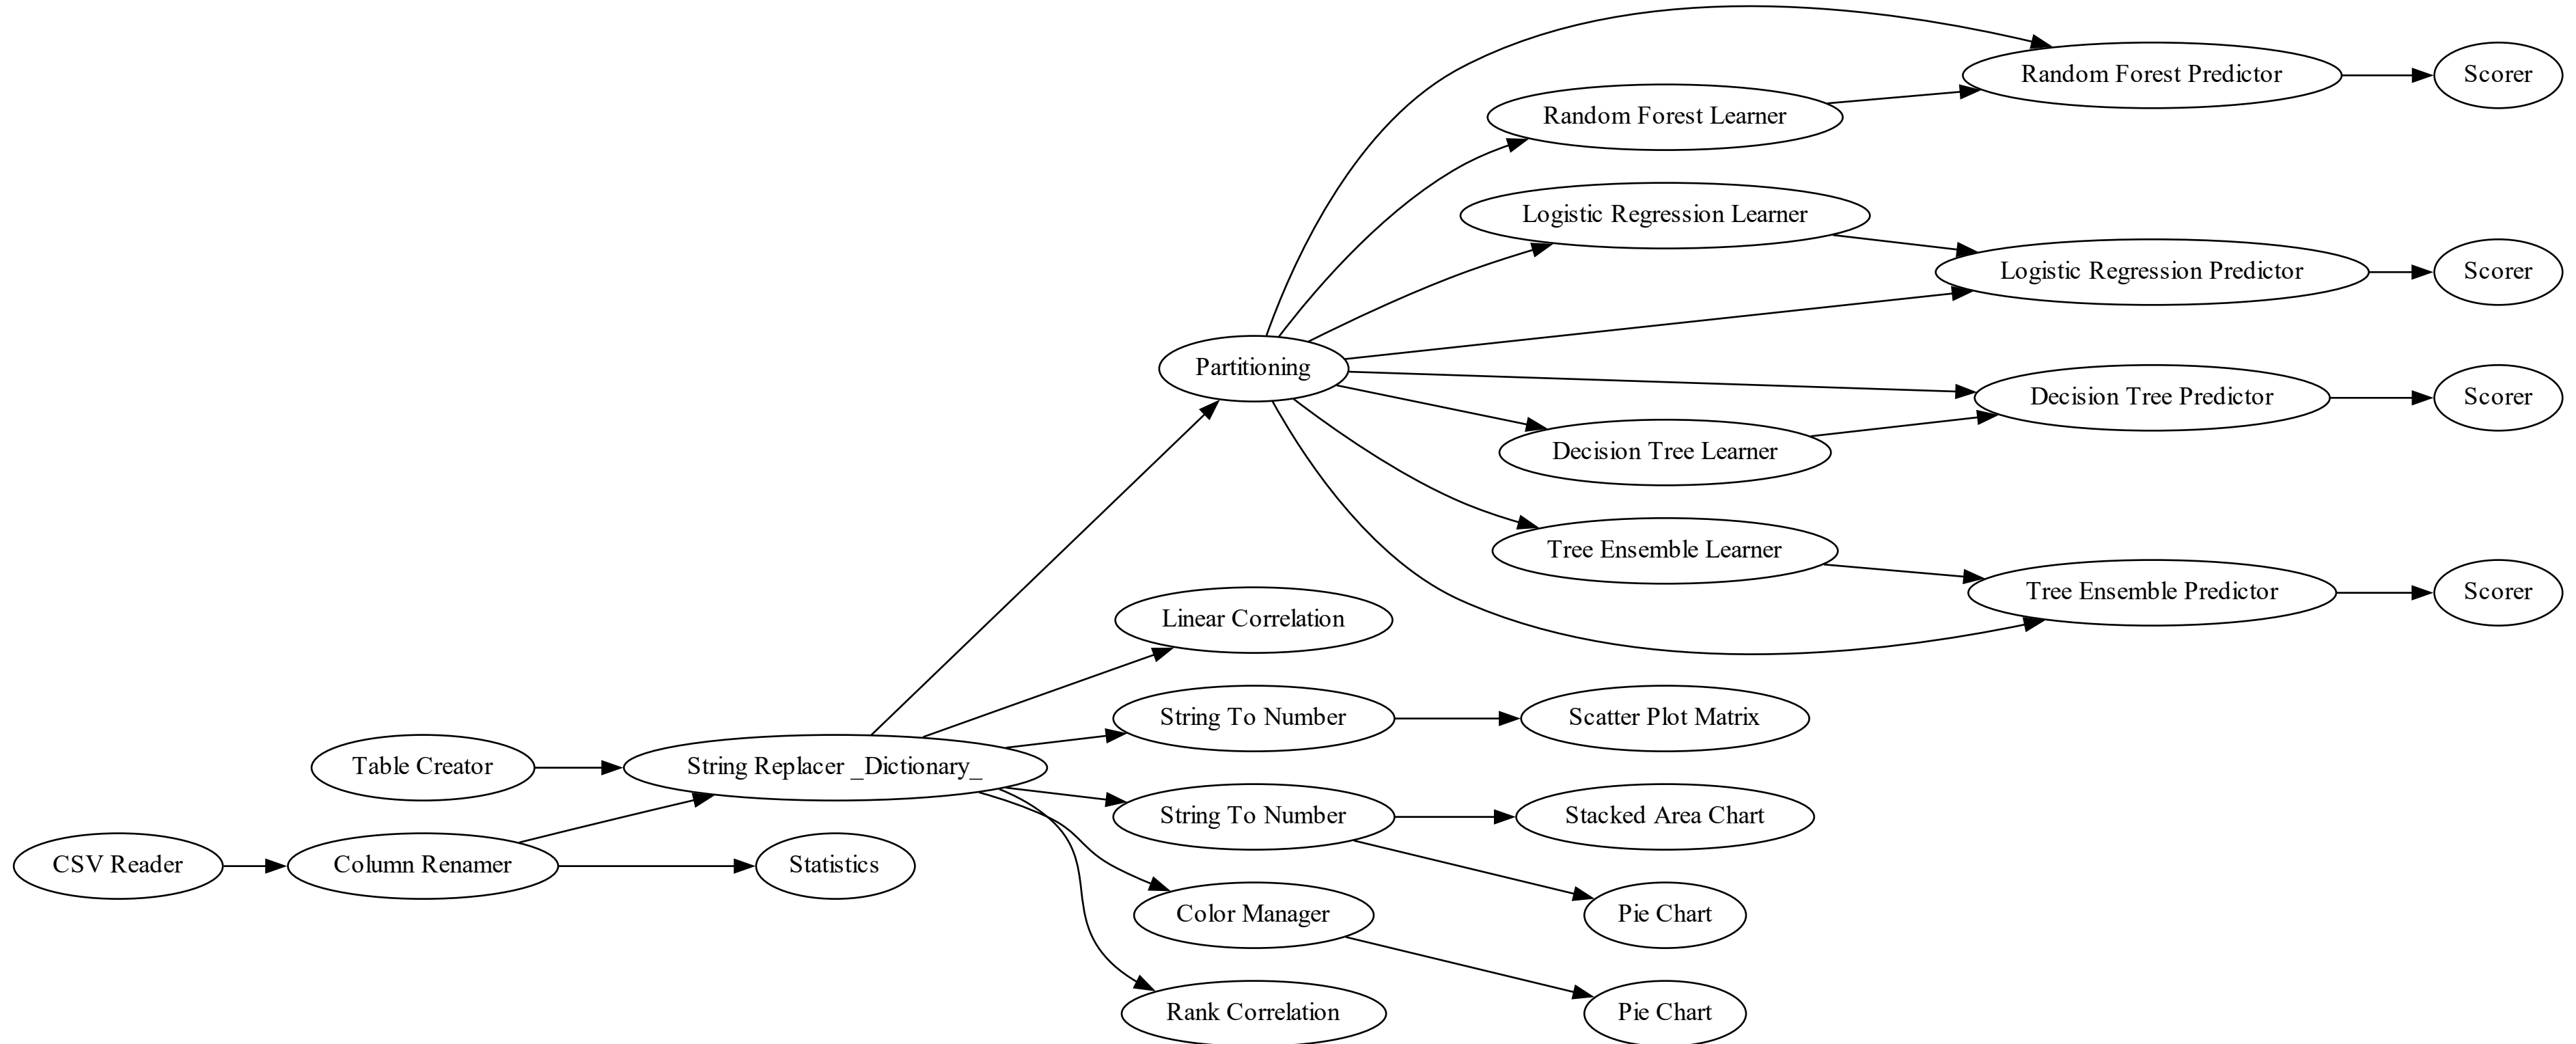 Random Forest Predictor
Scorer
Random Forest Learner
Logistic Regression Learner
Logistic Regression Predictor
Scorer
Partitioning
Decision Tree Predictor
Scorer
Decision Tree Learner
Tree Ensemble Learner
Tree Ensemble Predictor
Scorer
Linear Correlation
String To Number
Scatter Plot Matrix
Table Creator
String Replacer _Dictionary_
String To Number
Stacked Area Chart
CSV Reader
Column Renamer
Statistics
Color Manager
Pie Chart
Rank Correlation
Pie Chart